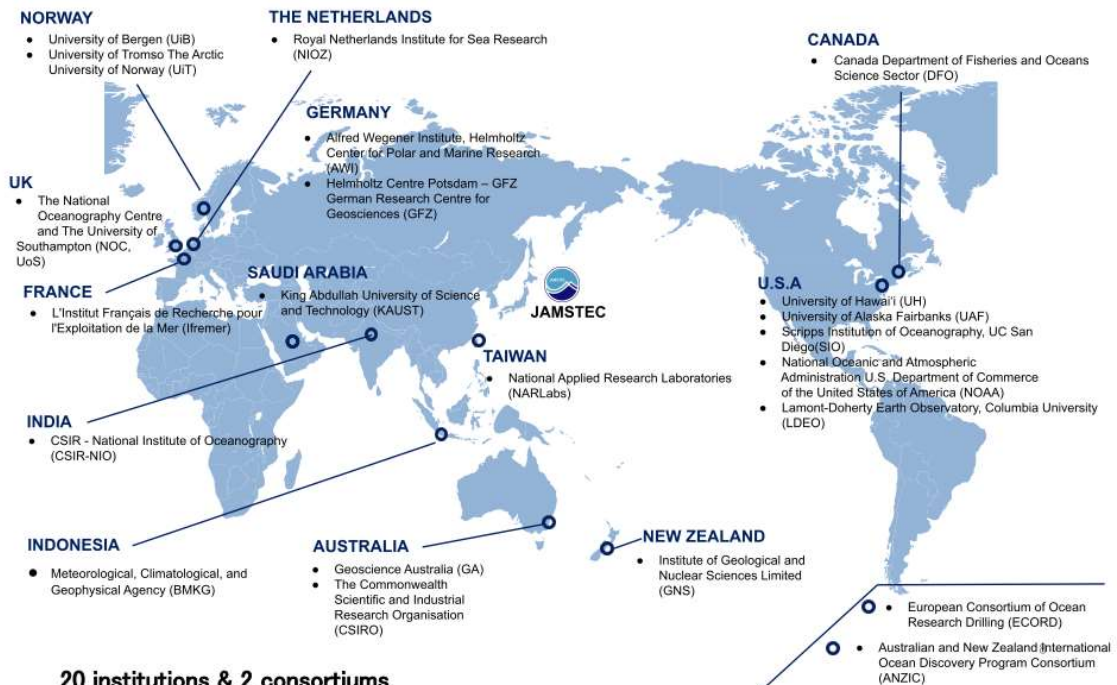 NORWAY
• University of Bergen (UiB)
• University of Tromso The Arctic
University of Norway (UiT)
THE NETHERLANDS
• Royal Netherlands Institute for Sea Research
(NIOZ)
CANADA
• Canada Department of Fisheries and Oceans
Science Sector (DFO)
GERMANY
• Alfred Wegener Institute, Helmholtz
Center for Polar and Marine Research
(AWI)
• Helmholtz Centre Potsdam – GFZ
German Research Centre for
Geosciences (GFZ)
UK
• The National
Oceanography Centre
and The University of
Southampton (NOC,
UoS)
FRANCE
• L'Institut Français de Recherche pour
l'Exploitation de la Mer (Ifremer)
SAUDI ARABIA
• King Abdullah University of Science
and Technology (KAUST)
JAMSTEC
U.S.A
• University of Hawai'i (UH)
• University of Alaska Fairbanks (UAF)
• Scripps Institution of Oceanography, UC San
Diego(SIO)
• National Oceanic and Atmospheric
Administration U.S. Department of Commerce
of the United States of America (NOAA)
• Lamont-Doherty Earth Observatory, Columbia University
(LDEO)
TAIWAN
• National Applied Research Laboratories
(NARLabs)
INDIA
• CSIR - National Institute of Oceanography
(CSIR-NIO)
INDONESIA
• Meteorological, Climatological, and
Geophysical Agency (BMKG)
AUSTRALIA
• Geoscience Australia (GA)
• The Commonwealth
Scientific and Industrial
Research Organisation
(CSIRO)
NEW ZEALAND
• Institute of Geological and
Nuclear Sciences Limited
(GNS)
• European Consortium of Ocean
Research Drilling (ECORD)
• Australian and New Zealand International
Ocean Discovery Program Consortium
(ANZIC)
20 institutions & 2 consortiums